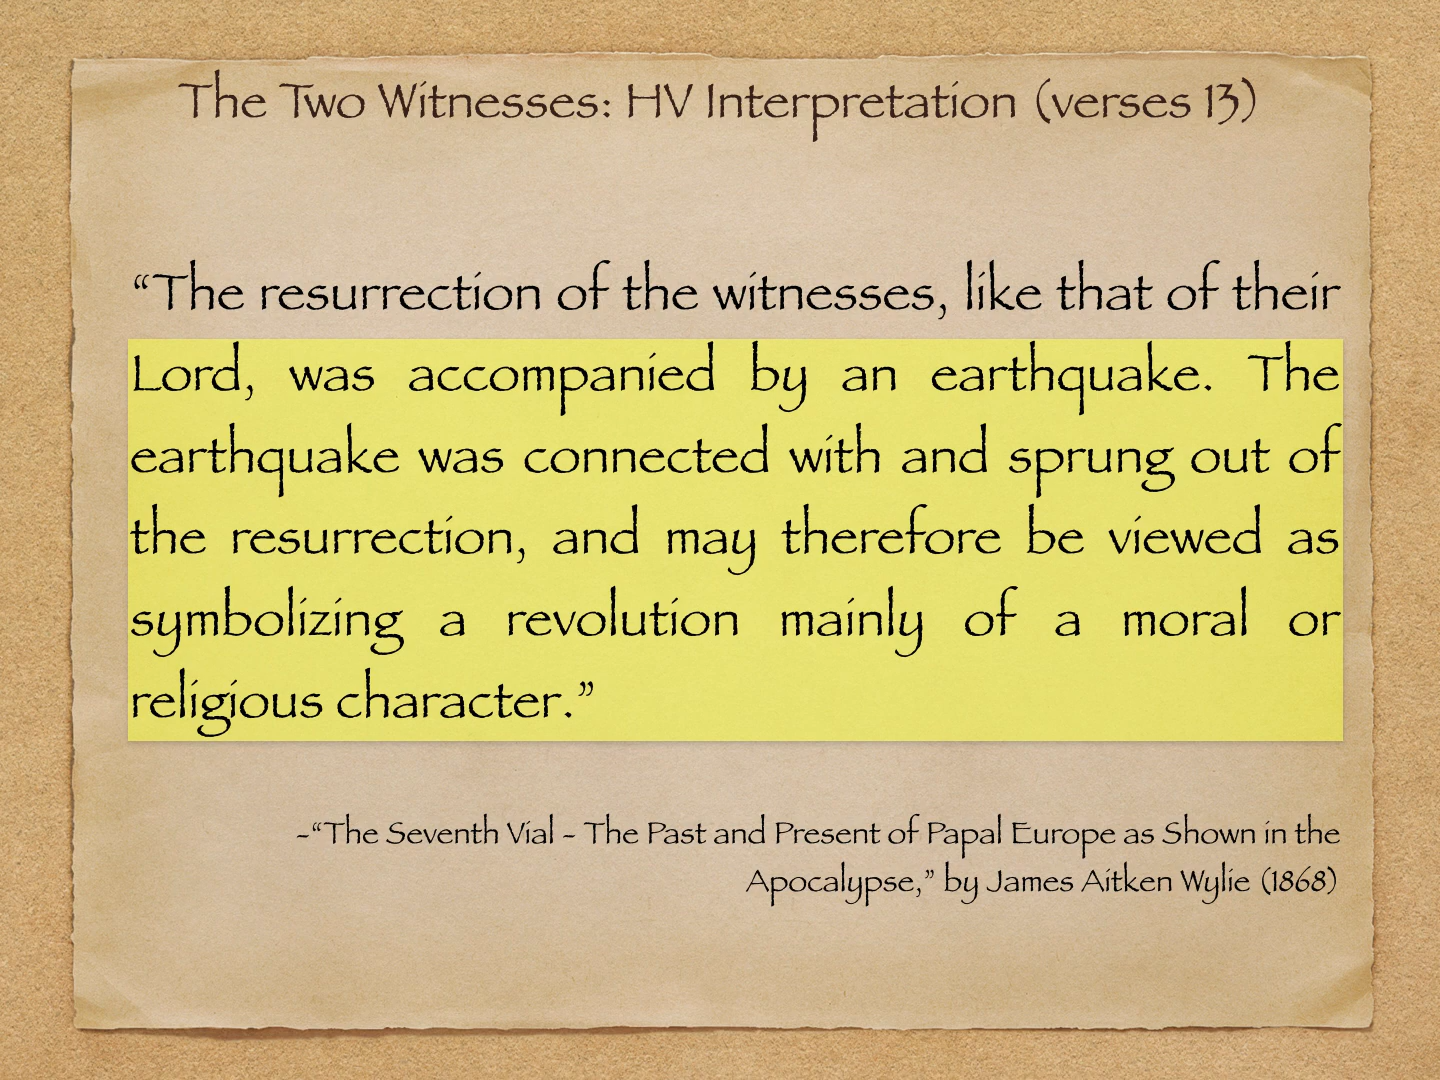 The Two Witnesses: HV Interpretation (verses 13)
“The resurrection of the witnesses, like that of their
Lord, was accompanied by an earthquake. The
earthquake was connected with and sprung out of
the resurrection, and may therefore be viewed as
symbolizing a revolution mainly of a moral or
religious character.”
-“The Seventh Vial - The Past and Present of Papal Europe as Shown in the
Apocalypse,” by James Aitken Wylie (1868)